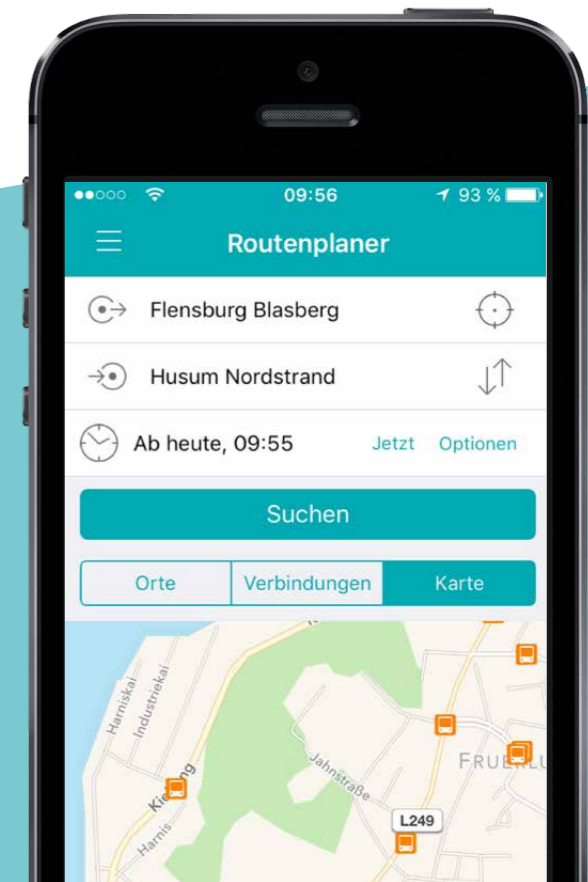 09:56
93 %
Routenplaner
Flensburg Blasberg
Husum Nordstrand
Ab heute, 09:55 Jetzt Optionen
Suchen
Orte Verbindungen Karte
Harniskai
Industriekai
Jahnstraße
Harnis
L249